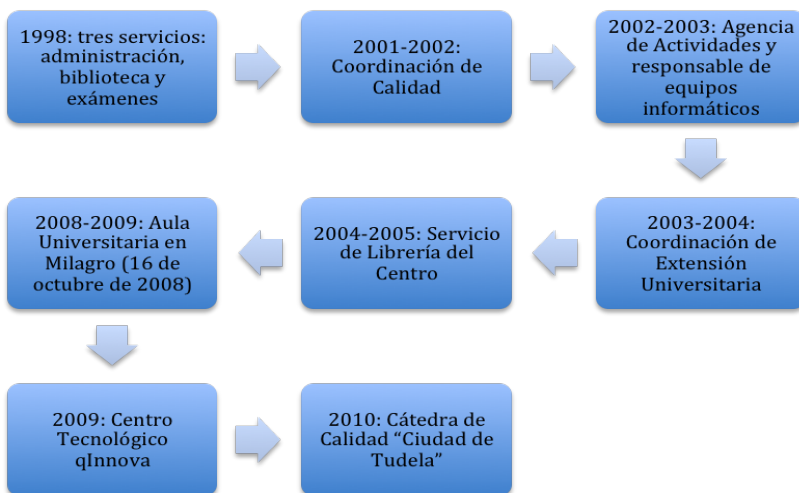 1998: tres servicios:
administración,
biblioteca y
exámenes
2001-2002:
Coordinación de
Calidad
2002-2003: Agencia
de Actividades y
responsable de
equipos
informáticos
2003-2004:
Coordinación de
Extensión
Universitaria
2004-2005: Servicio
de Librería del
Centro
2008-2009: Aula
Universitaria en
Milagro (16 de
octubre de 2008)
2009: Centro
Tecnológico
qInnova
2010: Cátedra de
Calidad “Ciudad de
Tudela”